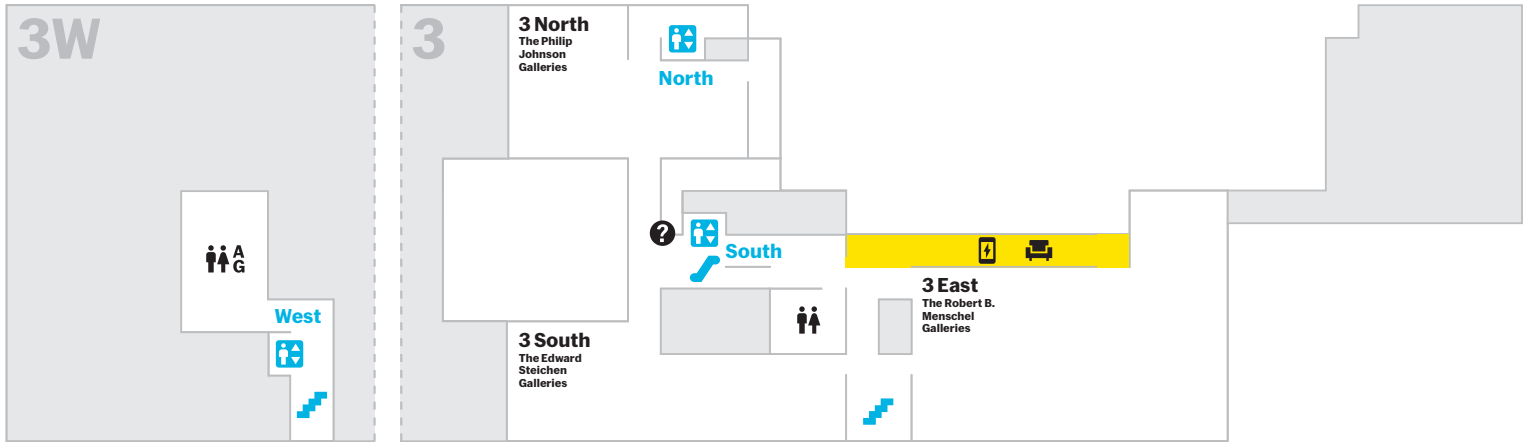 3W
A
G
West
3
3 North
The Philip
Johnson
Galleries
North
?
South
3 South
The Edward
Steichen
Galleries
3 East
The Robert B.
Menschel
Galleries